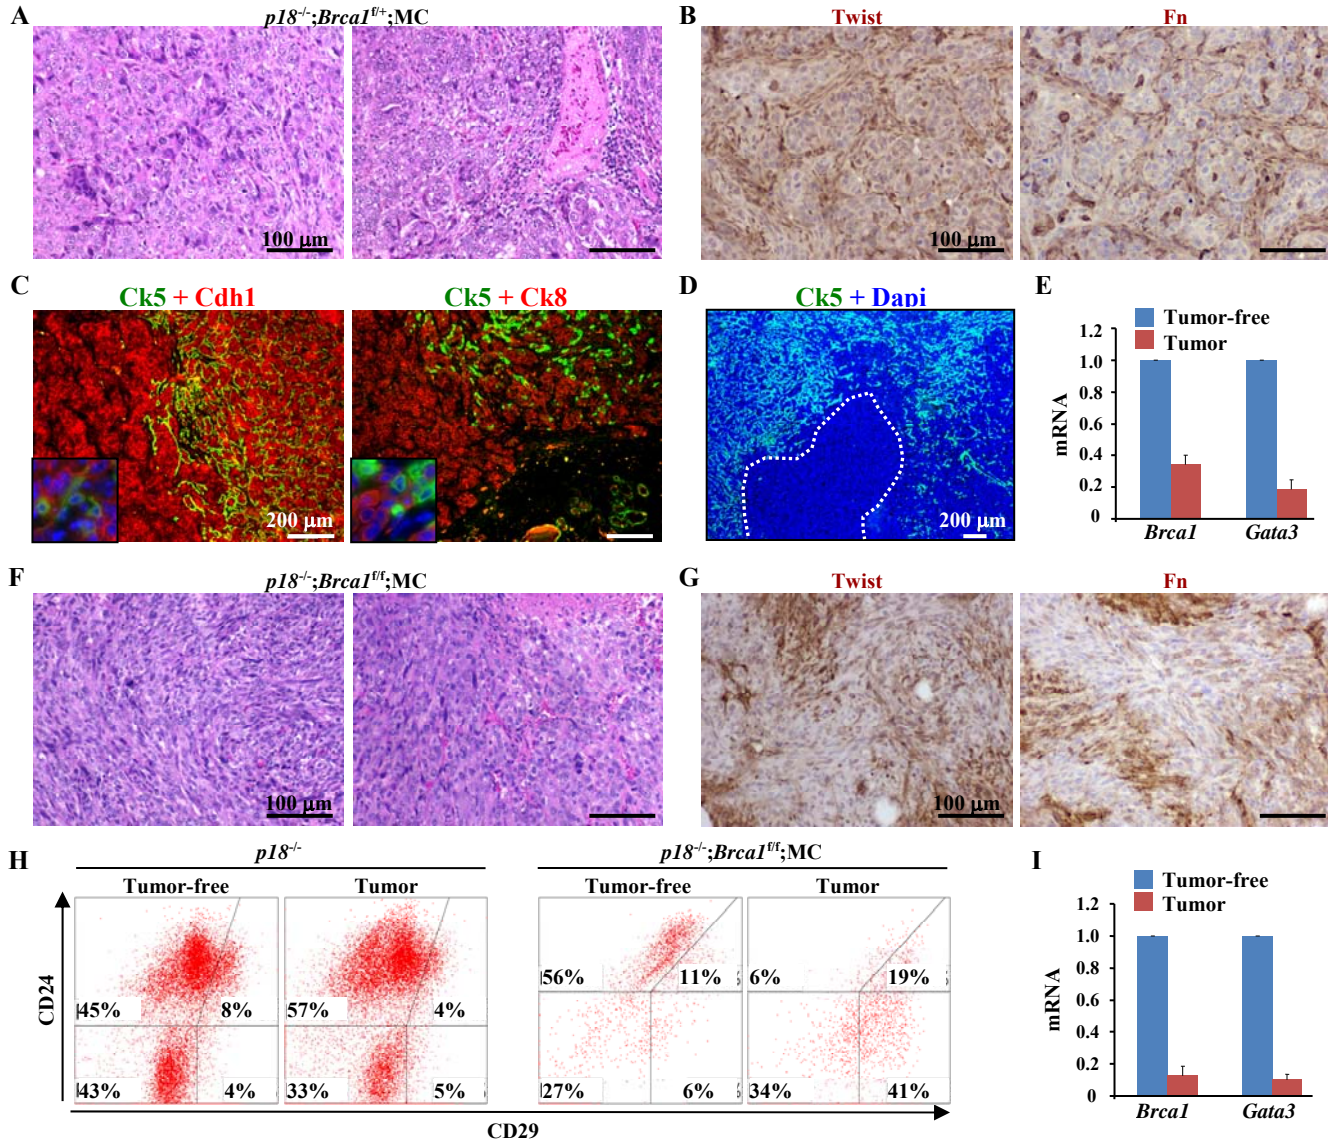 A
p18-/-;Brca1f/+;MC
100 μm
B
Twist
Fn
100 μm
C
Ck5 + Cdh1
Ck5 + Ck8
200 μm
D
Ck5 + Dapi
200 μm
E
Tumor-free
Tumor
mRNA
1.2
1.0
0.8
0.6
0.4
0.2
0
Brca1
Gata3
F
p18-/-;Brca1f/f;MC
100 μm
G
Twist
Fn
100 μm
H
p18-/-
p18-/-;Brca1f/f;MC
Tumor-free
Tumor
Tumor-free
Tumor
CD24
45%
8%
57%
4%
56%
11%
6%
19%
43%
4%
33%
5%
27%
6%
34%
41%
CD29
I
Tumor-free
Tumor
mRNA
1.2
1.0
0.8
0.6
0.4
0.2
0
Brca1
Gata3